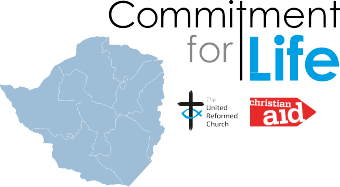 Commitment
for Life
The
United
Reformed
Church
christian
aid